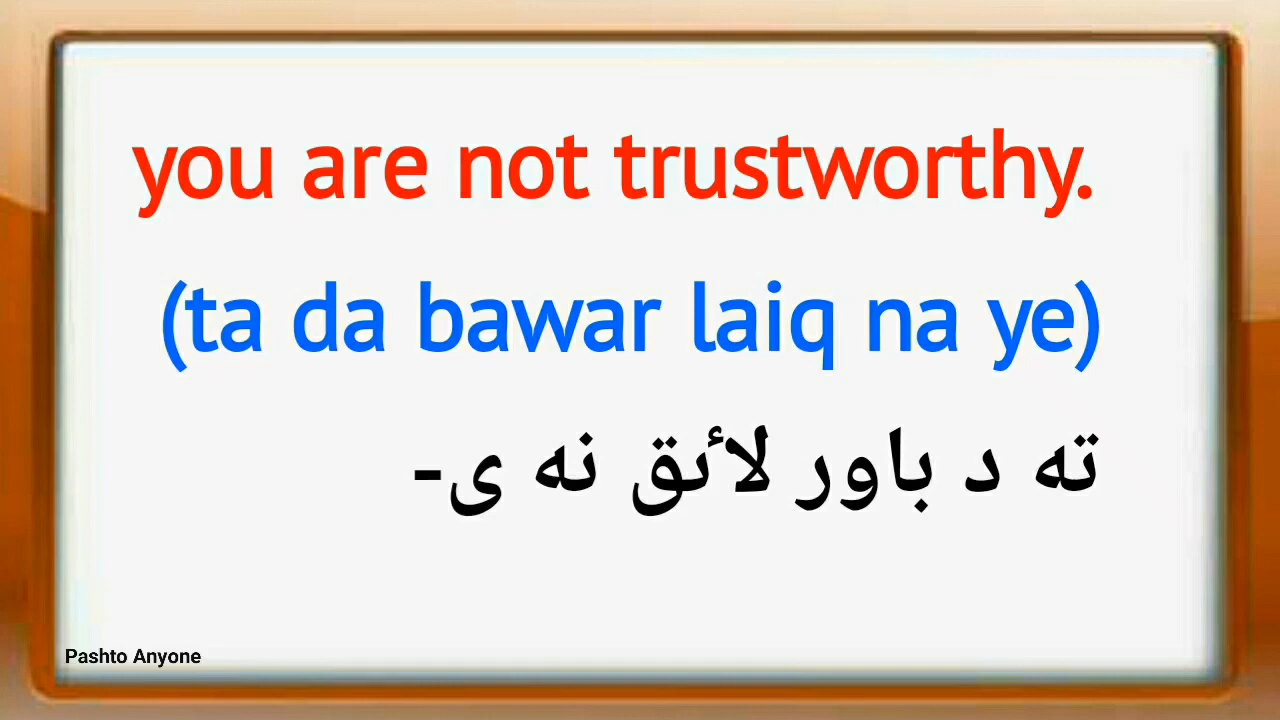 you are not trustworthy.
(ta da bawar laiq na ye)
ته د باور لائق نه ی-
Pashto Anyone